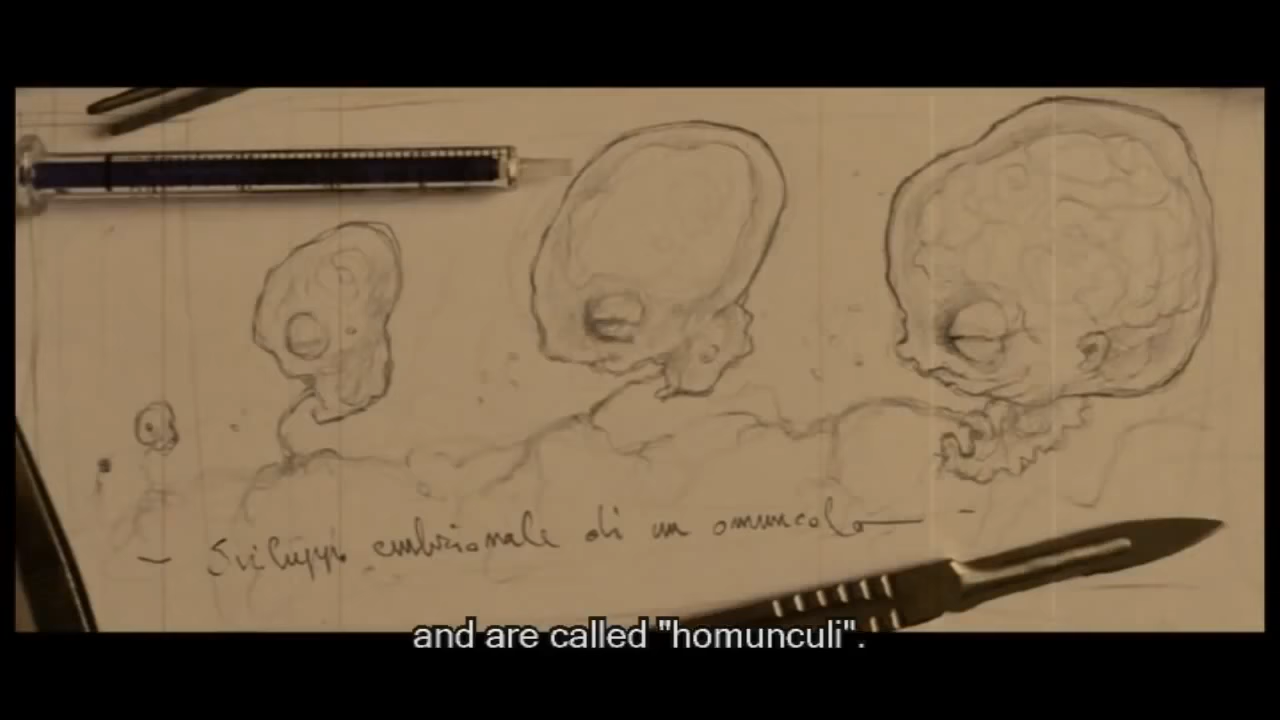 – Sviluppo embrionale di un omuncolo –
and are called "homunculi".